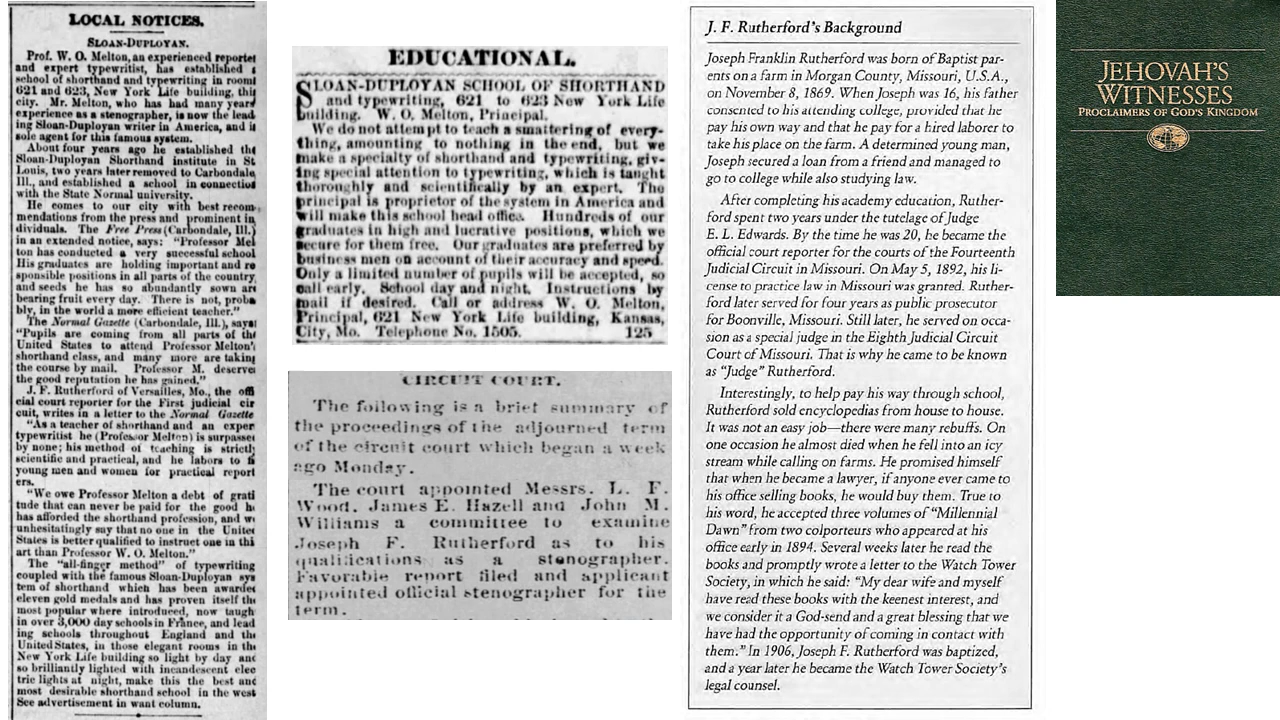 LOCAL NOTICES.
SLOAN-DUPLOYAN.
Prof. W. O. Melton, an experienced reporter
and expert typewritist, has established
school of shorthand and typewriting in room
621 and 623, New York Life building, thi
city. Mr. Melton, who has had many year
experience as a stenographer, is now the lead
ing Sloan-Duployan writer in America, and i
sole agent for this famous system.
About four years ago he established th
Sloan-Duployan Shorthand institute in St
Louis, two years later removed to Carbondale,
Ill., and established a school in connection
with the State Normal university.
He comes to our city with best recom
mendations from the press and prominent in
dividuals. The Free Press (Carbondale, Ill.)
in an extended notice, says: "Professor Mel
ton has conducted a very successful school
His graduates are holding important and re
sponsible positions in all parts of the country
and seeds he has so abundantly sown ar
bearing fruit every day. There is not, proba
bly, in the world a more efficient teacher."
The Normal Gazette (Carbondale, Ill.), says
"Pupils are coming from all parts of th
United States to attend Professor Melton's
shorthand class, and many more are taking
the course by mail. Professor M. deserve
the good reputation he has gained."
J. F. Rutherford of Versailles, Mo., the offi
cial court reporter for the First judicial cir
cuit, writes in a letter to the Normal Gazette
"As a teacher of shorthand and an exper
typewritist he (Professor Melton) is surpasse
by none; his method of teaching is strictl
scientific and practical, and he labors to fi
young men and women for practical report
ers.
"We owe Professor Melton a debt of grati
tude that can never be paid for the good h
has afforded the shorthand profession, and w
unhesitatingly say that no one in the United
States is better qualified to instruct one in thi
art than Professor W. O. Melton."
The "all-finger method" of typewriting
coupled with the famous Sloan-Duployan sys
tem of shorthand which has been awarde
eleven gold medals and has proven itself th
most popular where introduced, now taugh
in over 3,000 day schools in France, and lead
ing schools throughout England and th
United States, in those elegant rooms in th
New York Life building so light by day and
so brilliantly lighted with incandescent elec
tric lights at night, make this the best and
most desirable shorthand school in the west
See advertisement in want column.
EDUCATIONAL.
SLOAN-DUPLOYAN SCHOOL OF SHORTHAND
and typewriting, 621 to 623 New York Life
building. W. O. Melton, Principal.
We do not attempt to teach a smattering of every-
thing, amounting to nothing in the end, but we
make a specialty of shorthand and typewriting, giv-
ing special attention to typewriting, which is taught
thoroughly and scientifically by an expert. The
principal is proprietor of the system in America and
will make this school head office. Hundreds of our
graduates in high and lucrative positions, which we
secure for them free. Our graduates are preferred by
business men on account of their accuracy and speed.
Only a limited number of pupils will be accepted, so
call early. School day and night. Instructions by
mail if desired. Call or address W. O. Melton,
Principal, 621 New York Life building, Kansas,
City, Mo. Telephone No. 1505. 125
CIRCUIT COURT.
The following is a brief summary of
the proceedings of the adjourned term
of the circuit court which began a week
ago Monday.
The court appointed Messrs. L. F.
Wood, James E. Hazell and John M.
Williams a committee to examine
Joseph F. Rutherford as to his
qualifications as a stenographer.
Favorable report filed and applicant
appointed official stenographer for the
term.
J. F. Rutherford's Background
Joseph Franklin Rutherford was born of Baptist par-
ents on a farm in Morgan County, Missouri, U.S.A.,
on November 8, 1869. When Joseph was 16, his father
consented to his attending college, provided that he
pay his own way and that he pay for a hired laborer to
take his place on the farm. A determined young man,
Joseph secured a loan from a friend and managed to
go to college while also studying law.
After completing his academy education, Ruther-
ford spent two years under the tutelage of Judge
E. L. Edwards. By the time he was 20, he became the
official court reporter for the courts of the Fourteenth
Judicial Circuit in Missouri. On May 5, 1892, his li-
cense to practice law in Missouri was granted. Ruther-
ford later served for four years as public prosecutor
for Boonville, Missouri. Still later, he served on occa-
sion as a special judge in the Eighth Judicial Circuit
Court of Missouri. That is why he came to be known
as "Judge" Rutherford.
Interestingly, to help pay his way through school,
Rutherford sold encyclopedias from house to house.
It was not an easy job—there were many rebuffs. On
one occasion he almost died when he fell into an icy
stream while calling on farms. He promised himself
that when he became a lawyer, if anyone ever came to
his office selling books, he would buy them. True to
his word, he accepted three volumes of "Millennial
Dawn" from two colporteurs who appeared at his
office early in 1894. Several weeks later he read the
books and promptly wrote a letter to the Watch Tower
Society, in which he said: "My dear wife and myself
have read these books with the keenest interest, and
we consider it a God-send and a great blessing that we
have had the opportunity of coming in contact with
them." In 1906, Joseph F. Rutherford was baptized,
and a year later he became the Watch Tower Society's
legal counsel.
JEHOVAH'S
WITNESSES
PROCLAIMERS OF GOD'S KINGDOM